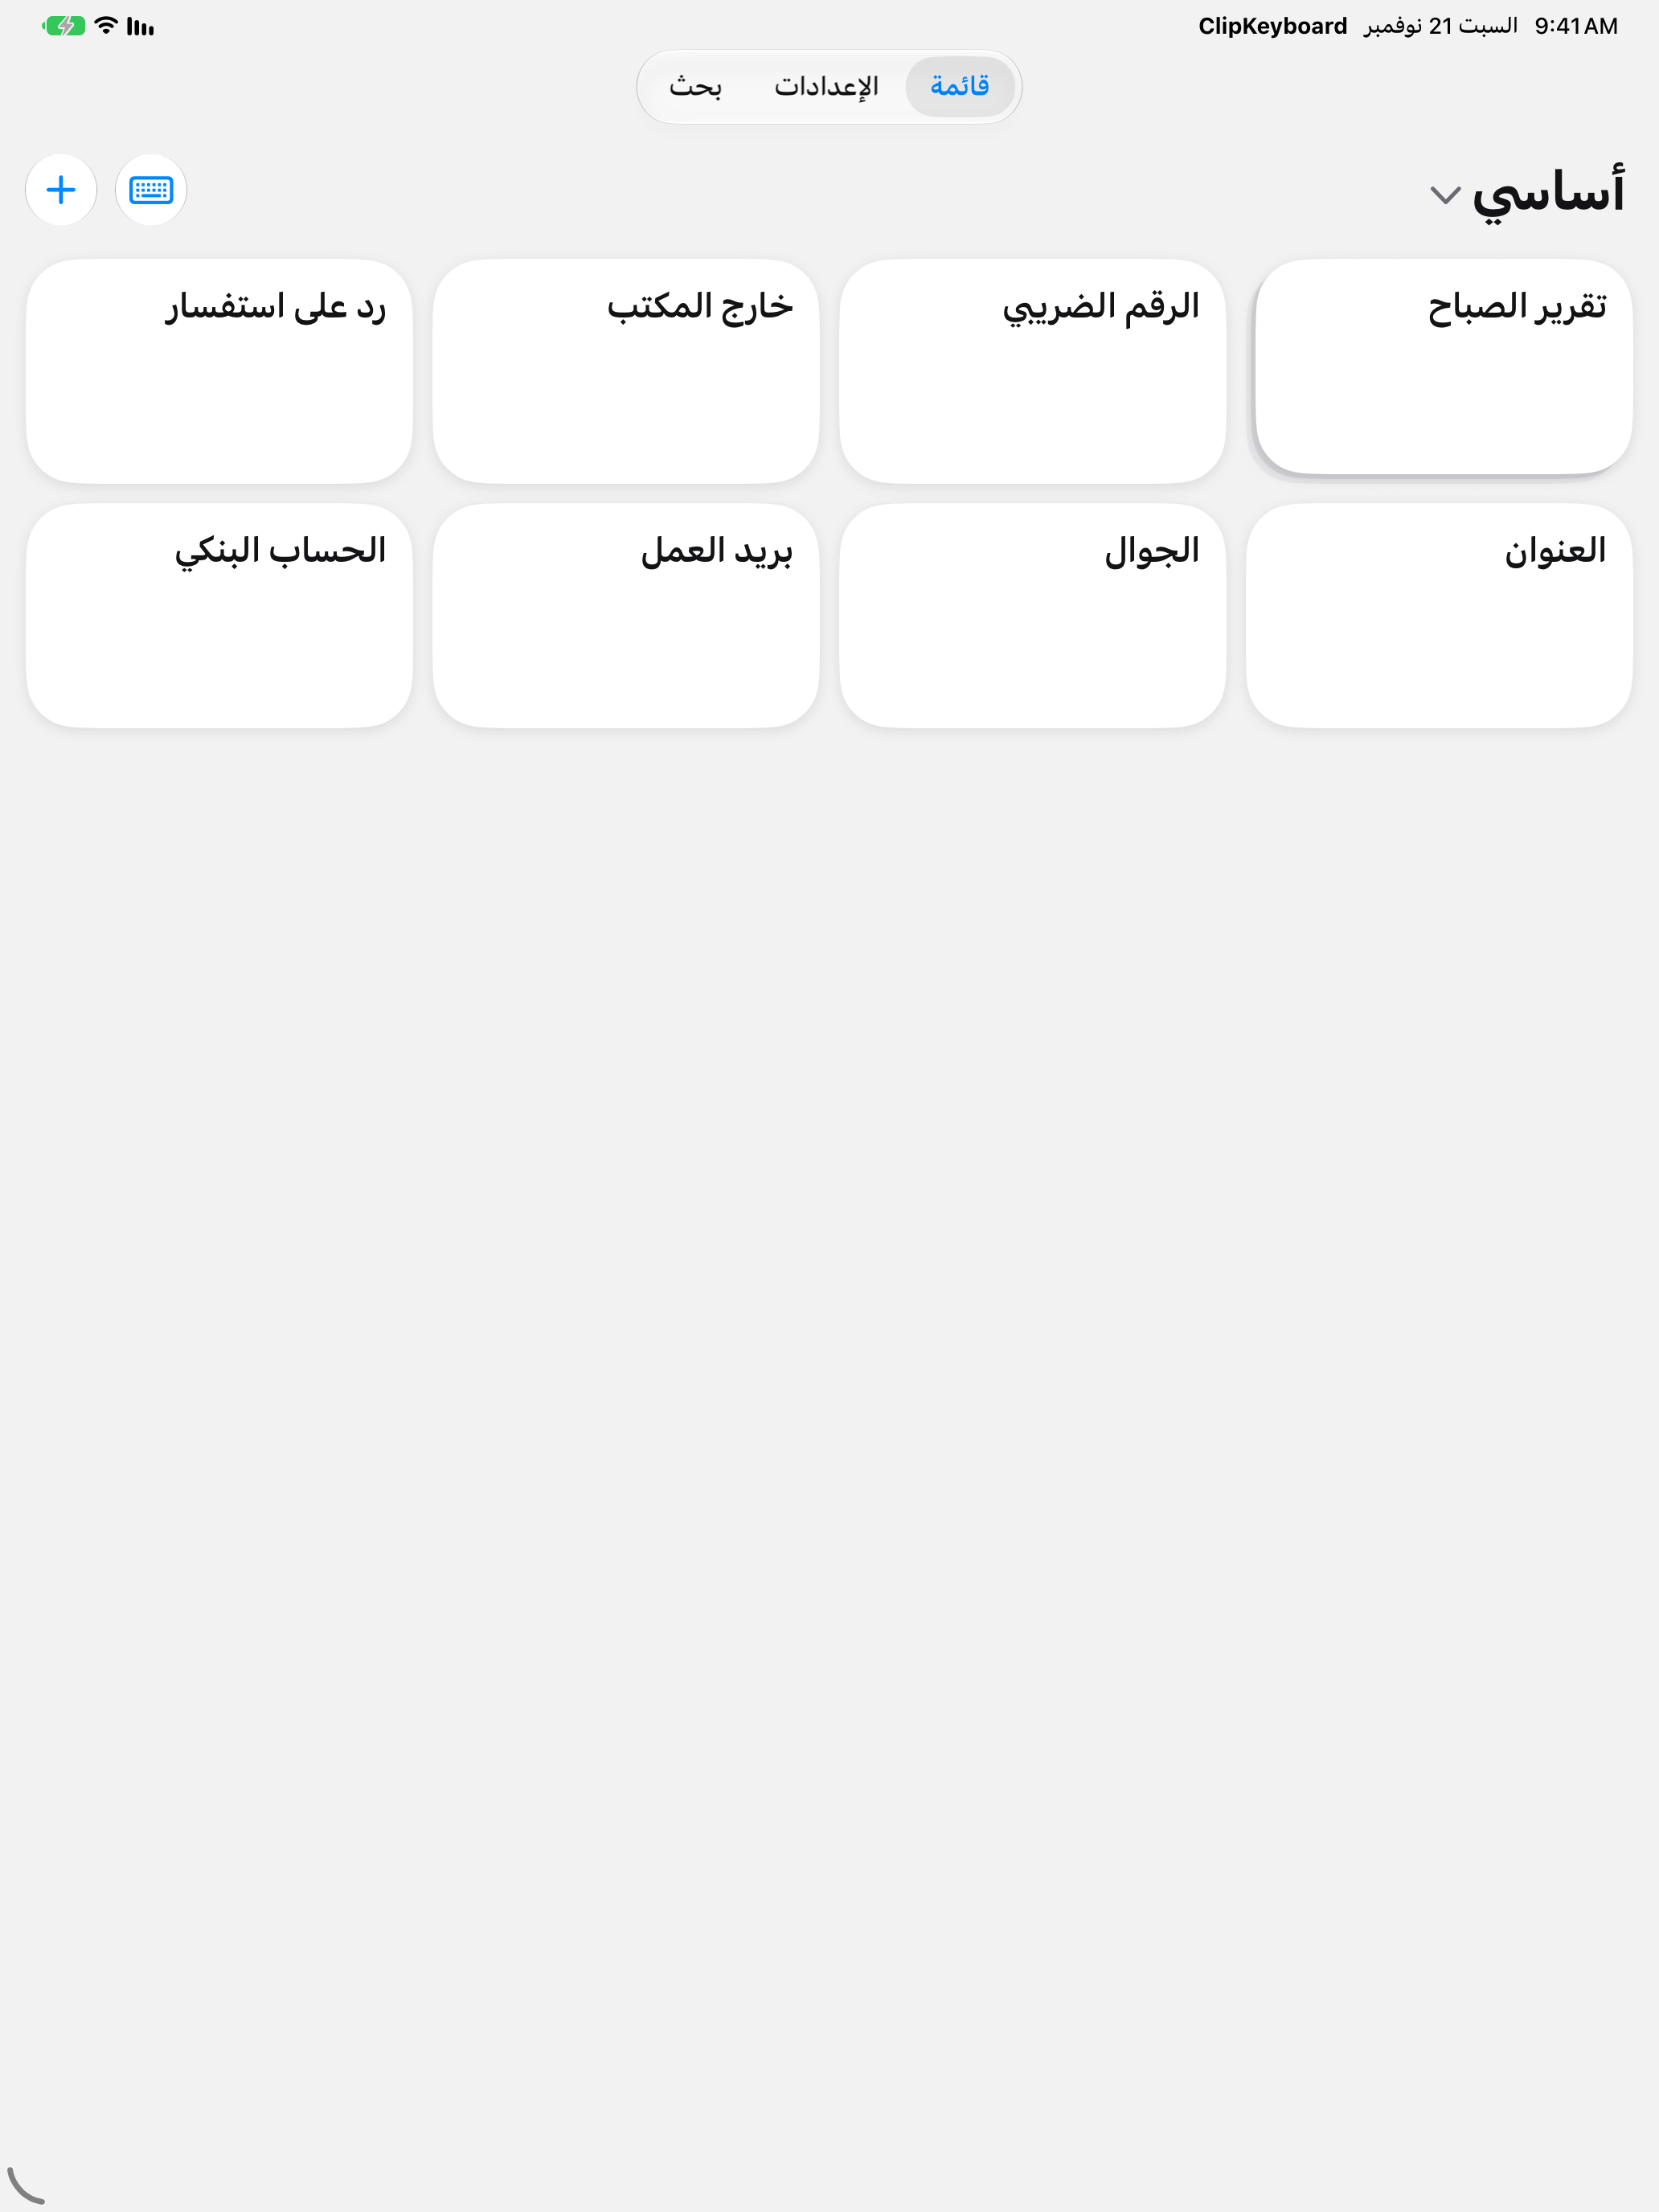 9:41 AM السبت 21 نوفمبر ClipKeyboard
قائمة الإعدادات بحث
أساسي
تقرير الصباح
الرقم الضريبي
خارج المكتب
رد على استفسار
العنوان
الجوال
بريد العمل
الحساب البنكي